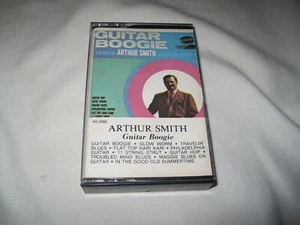 GUITAR BOOGIE
ARTHUR SMITH
ARTHUR SMITH
Guitar Boogie
GUITAR BOOGIE • GLOW WORM • TRAVELIN'
BLUES • FLAT TOP HARI KARI • PHILADELPHIA
GUITAR • 11 STRING STRUT • GUITAR HOP •
TROUBLED MIND BLUES • MAGGIE BLUES ON
GUITAR • IN THE GOOD OLD SUMMERTIME